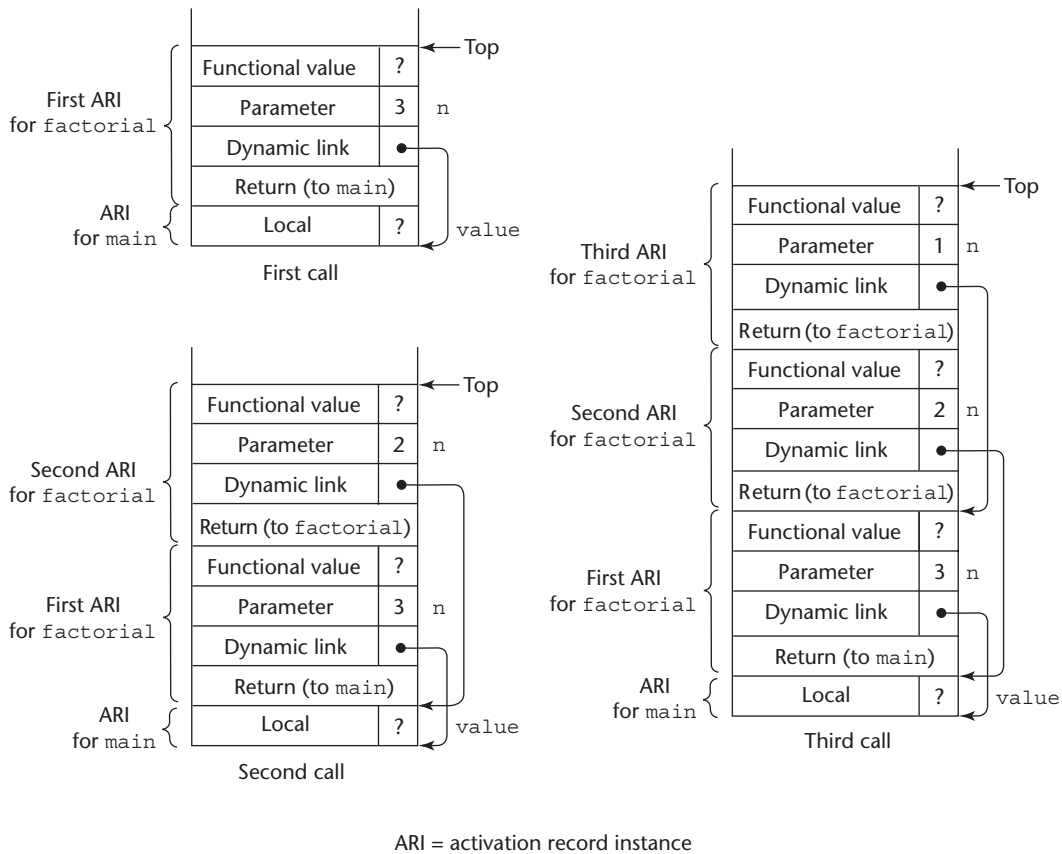 Top
Functional value ?
First ARI
for factorial
Parameter 3 n
Dynamic link
Return (to main)
ARI
for main
Local ? value
First call
Top
Functional value ?
Second ARI
for factorial
Parameter 2 n
Dynamic link
Return (to factorial)
Functional value ?
First ARI
for factorial
Parameter 3 n
Dynamic link
Return (to main)
ARI
for main
Local ? value
Second call
Top
Functional value ?
Third ARI
for factorial
Parameter 1 n
Dynamic link
Return (to factorial)
Functional value ?
Second ARI
for factorial
Parameter 2 n
Dynamic link
Return (to factorial)
Functional value ?
First ARI
for factorial
Parameter 3 n
Dynamic link
Return (to main)
ARI
for main
Local ? value
Third call
ARI = activation record instance